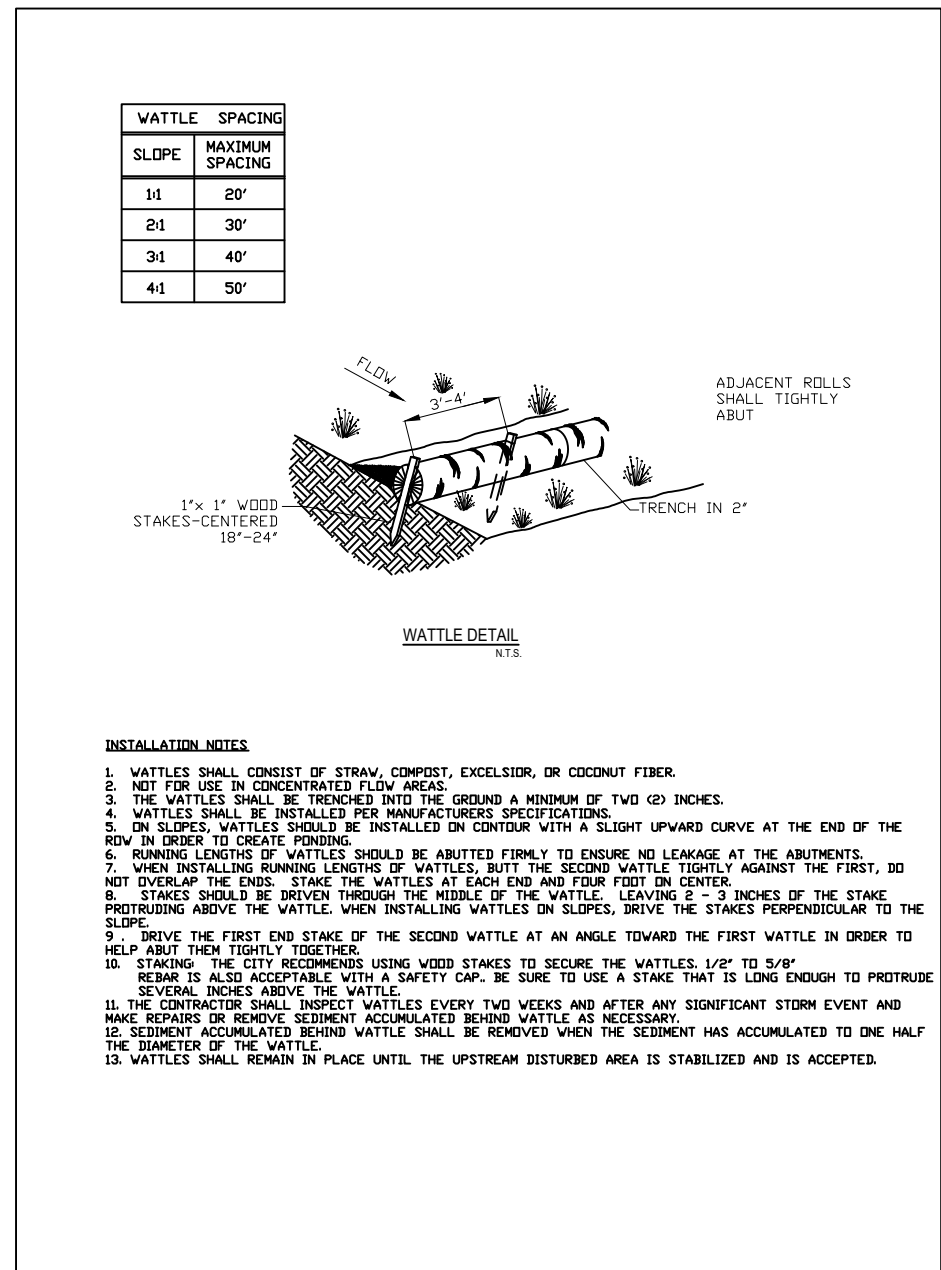 WATTLE SPACING
SLOPE MAXIMUM SPACING
1:1 20'
2:1 30'
3:1 40'
4:1 50'
FLOW
3'-4'
ADJACENT ROLLS
SHALL TIGHTLY
ABUT
1"x 1" WOOD
STAKES-CENTERED
18"-24"
TRENCH IN 2"
WATTLE DETAIL
N.T.S.
INSTALLATION NOTES
1. WATTLES SHALL CONSIST OF STRAW, COMPOST, EXCELSIOR, OR COCONUT FIBER.
2. NOT FOR USE IN CONCENTRATED FLOW AREAS.
3. THE WATTLES SHALL BE TRENCHED INTO THE GROUND A MINIMUM OF TWO (2) INCHES.
4. WATTLES SHALL BE INSTALLED PER MANUFACTURERS SPECIFICATIONS.
5. ON SLOPES, WATTLES SHOULD BE INSTALLED ON CONTOUR WITH A SLIGHT UPWARD CURVE AT THE END OF THE
ROW IN ORDER TO CREATE PONDING.
6. RUNNING LENGTHS OF WATTLES SHOULD BE ABUTTED FIRMLY TO ENSURE NO LEAKAGE AT THE ABUTMENTS.
7. WHEN INSTALLING RUNNING LENGTHS OF WATTLES, BUTT THE SECOND WATTLE TIGHTLY AGAINST THE FIRST, DO
NOT OVERLAP THE ENDS. STAKE THE WATTLES AT EACH END AND FOUR FOOT ON CENTER.
8. STAKES SHOULD BE DRIVEN THROUGH THE MIDDLE OF THE WATTLE. LEAVING 2 - 3 INCHES OF THE STAKE
PROTRUDING ABOVE THE WATTLE. WHEN INSTALLING WATTLES ON SLOPES, DRIVE THE STAKES PERPENDICULAR TO THE
SLOPE.
9 . DRIVE THE FIRST END STAKE OF THE SECOND WATTLE AT AN ANGLE TOWARD THE FIRST WATTLE IN ORDER TO
HELP ABUT THEM TIGHTLY TOGETHER.
10. STAKING: THE CITY RECOMMENDS USING WOOD STAKES TO SECURE THE WATTLES. 1/2" TO 5/8"
REBAR IS ALSO ACCEPTABLE WITH A SAFETY CAP.. BE SURE TO USE A STAKE THAT IS LONG ENOUGH TO PROTRUDE
SEVERAL INCHES ABOVE THE WATTLE.
11. THE CONTRACTOR SHALL INSPECT WATTLES EVERY TWO WEEKS AND AFTER ANY SIGNIFICANT STORM EVENT AND
MAKE REPAIRS OR REMOVE SEDIMENT ACCUMULATED BEHIND WATTLE AS NECESSARY.
12. SEDIMENT ACCUMULATED BEHIND WATTLE SHALL BE REMOVED WHEN THE SEDIMENT HAS ACCUMULATED TO ONE HALF
THE DIAMETER OF THE WATTLE.
13. WATTLES SHALL REMAIN IN PLACE UNTIL THE UPSTREAM DISTURBED AREA IS STABILIZED AND IS ACCEPTED.